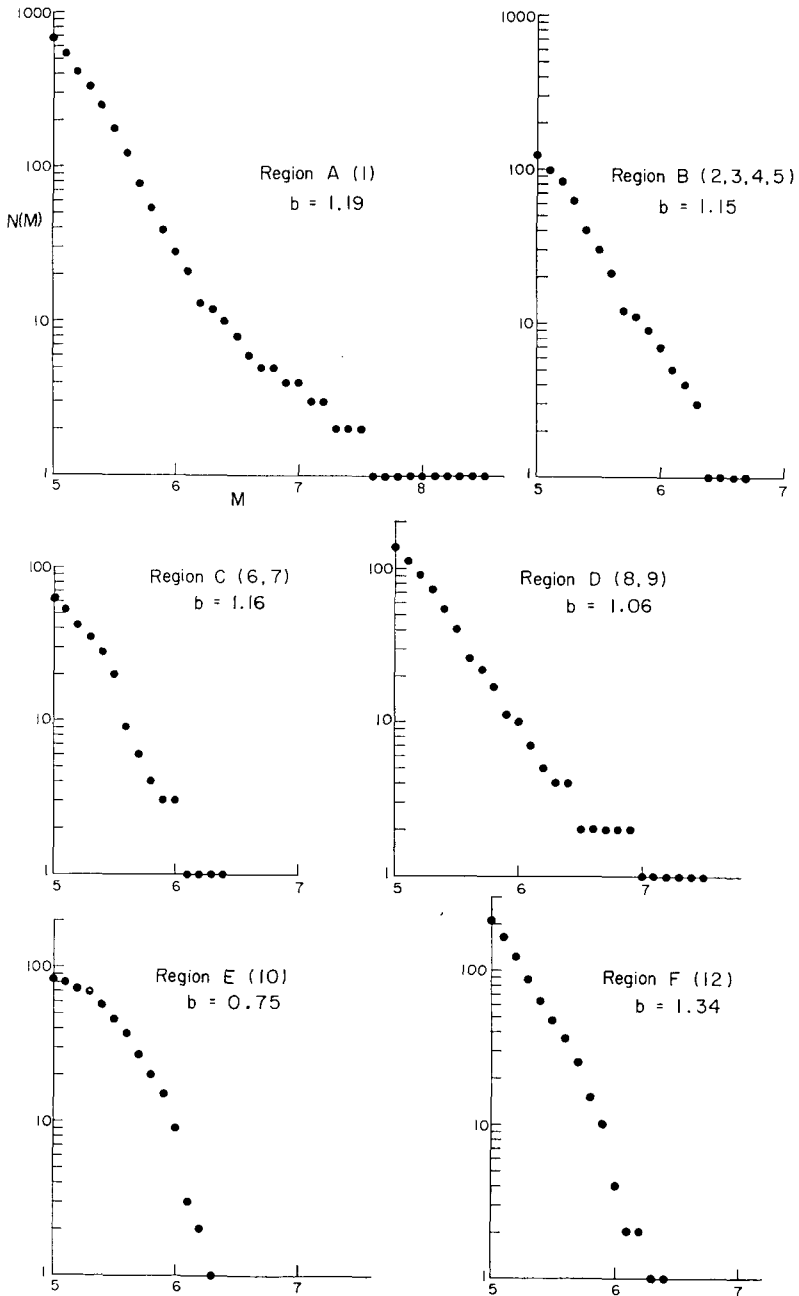 1000
100
N(M)
10
1
5 6 7 8
M
Region A (1)
b = 1.19
1000
100
10
1
5 6 7
Region B (2,3,4,5)
b = 1.15
100
10
1
5 6 7
Region C (6,7)
b = 1.16
100
10
1
5 6 7
Region D (8,9)
b = 1.06
100
10
1
5 6 7
Region E (10)
b = 0.75
100
10
1
5 6 7
Region F (12)
b = 1.34